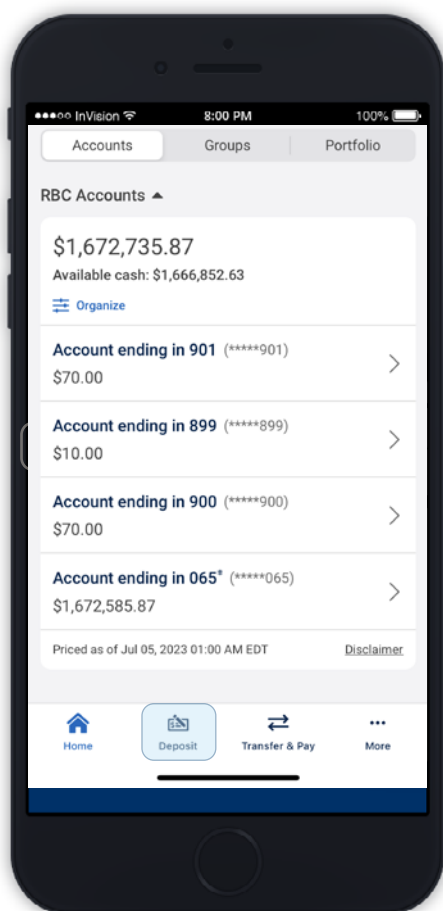 InVision 8:00 PM 100%
Accounts Groups Portfolio
RBC Accounts
$1,672,735.87
Available cash: $1,666,852.63
Organize
Account ending in 901 (*****901)
$70.00
Account ending in 899 (*****899)
$10.00
Account ending in 900 (*****900)
$70.00
Account ending in 065® (*****065)
$1,672,585.87
Priced as of Jul 05, 2023 01:00 AM EDT Disclaimer
Home Deposit Transfer & Pay More